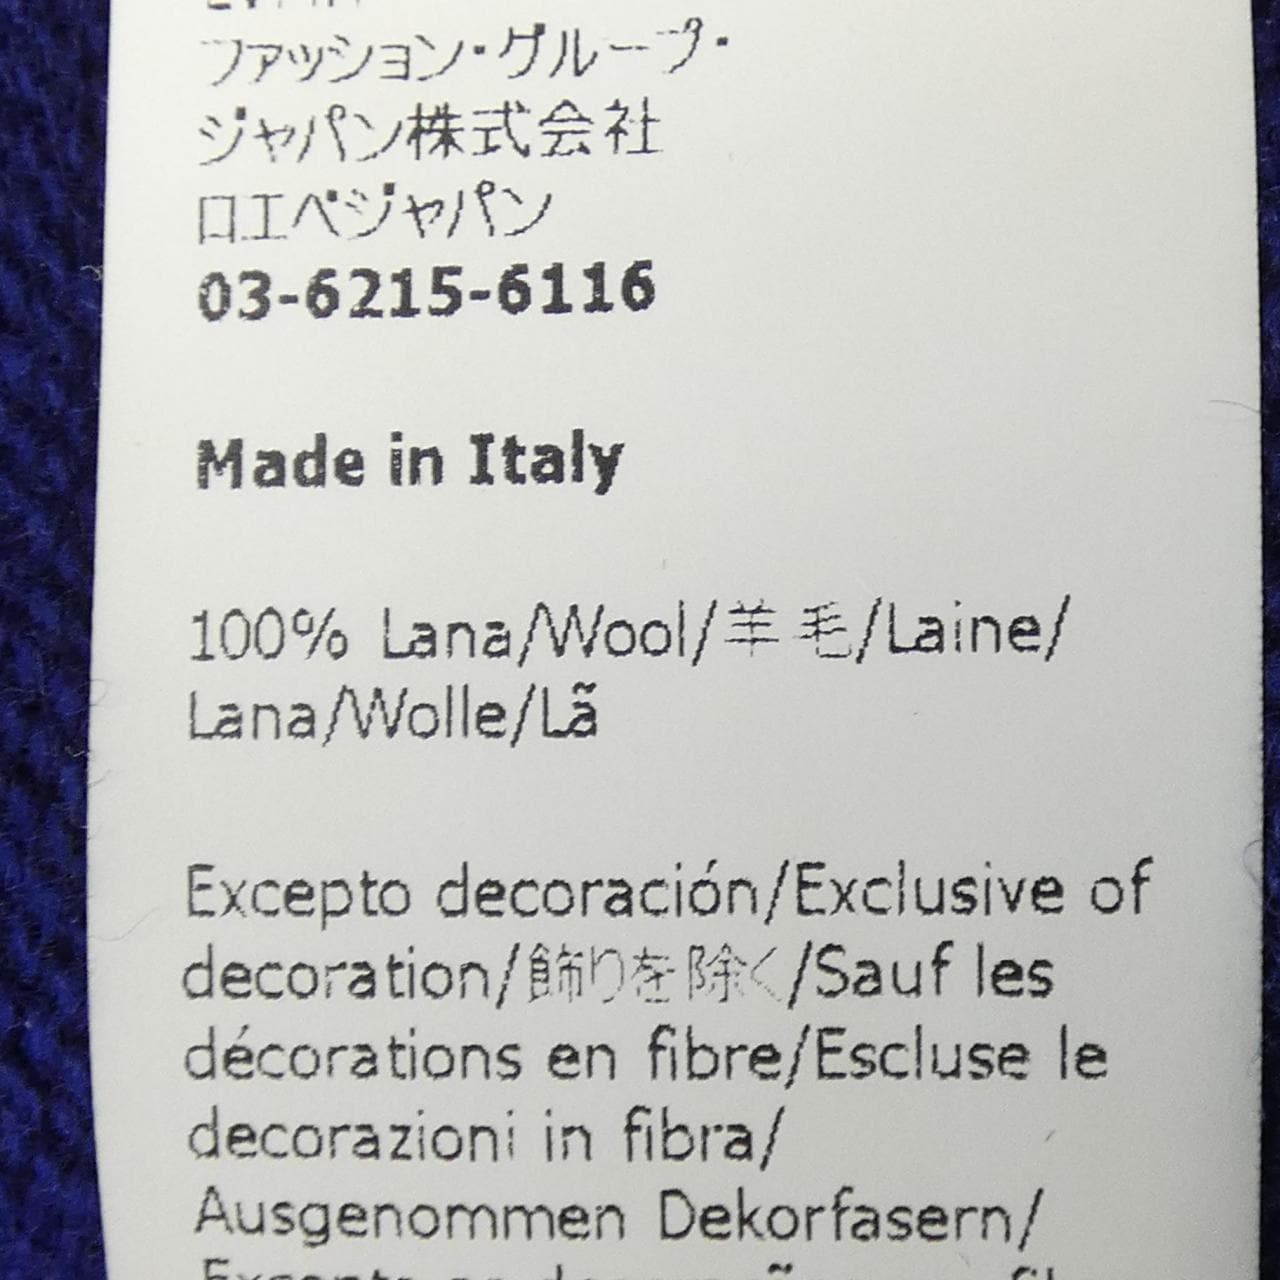 ファッション・グループ・
ジャパン株式会社
ロエベジャパン
03-6215-6116
Made in Italy
100% Lana/Wool/羊毛/Laine/
Lana/Wolle/Lã
Excepto decoración/Exclusive of
decoration/飾りを除く/Sauf les
décorations en fibre/Escluse le
decorazioni in fibra/
Ausgenommen Dekorfasern/